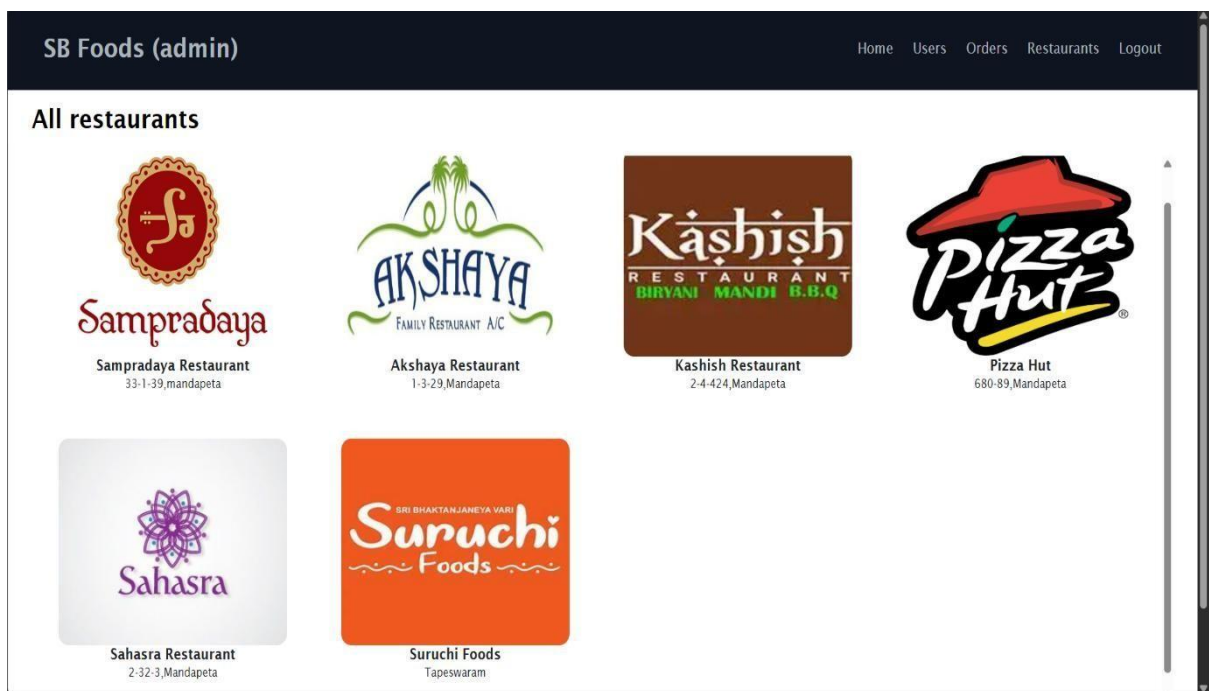 SB Foods (admin)
Home Users Orders Restaurants Logout
All restaurants
Sampradaya
Sampradaya Restaurant
33-1-39,mandapeta
AKSHAYA
FAMILY RESTAURANT A/C
Akshaya Restaurant
1-3-29,Mandapeta
Kashish
RESTAURANT
BIRYANI MANDI B.B.Q
Kashish Restaurant
2-4-424,Mandapeta
Pizza
Hut
®
Pizza Hut
680-89,Mandapeta
Sahasra
Sahasra Restaurant
2-32-3,Mandapeta
SRI BHAKTANJANEYA VARI
Suruchi
Foods
Suruchi Foods
Tapeswaram